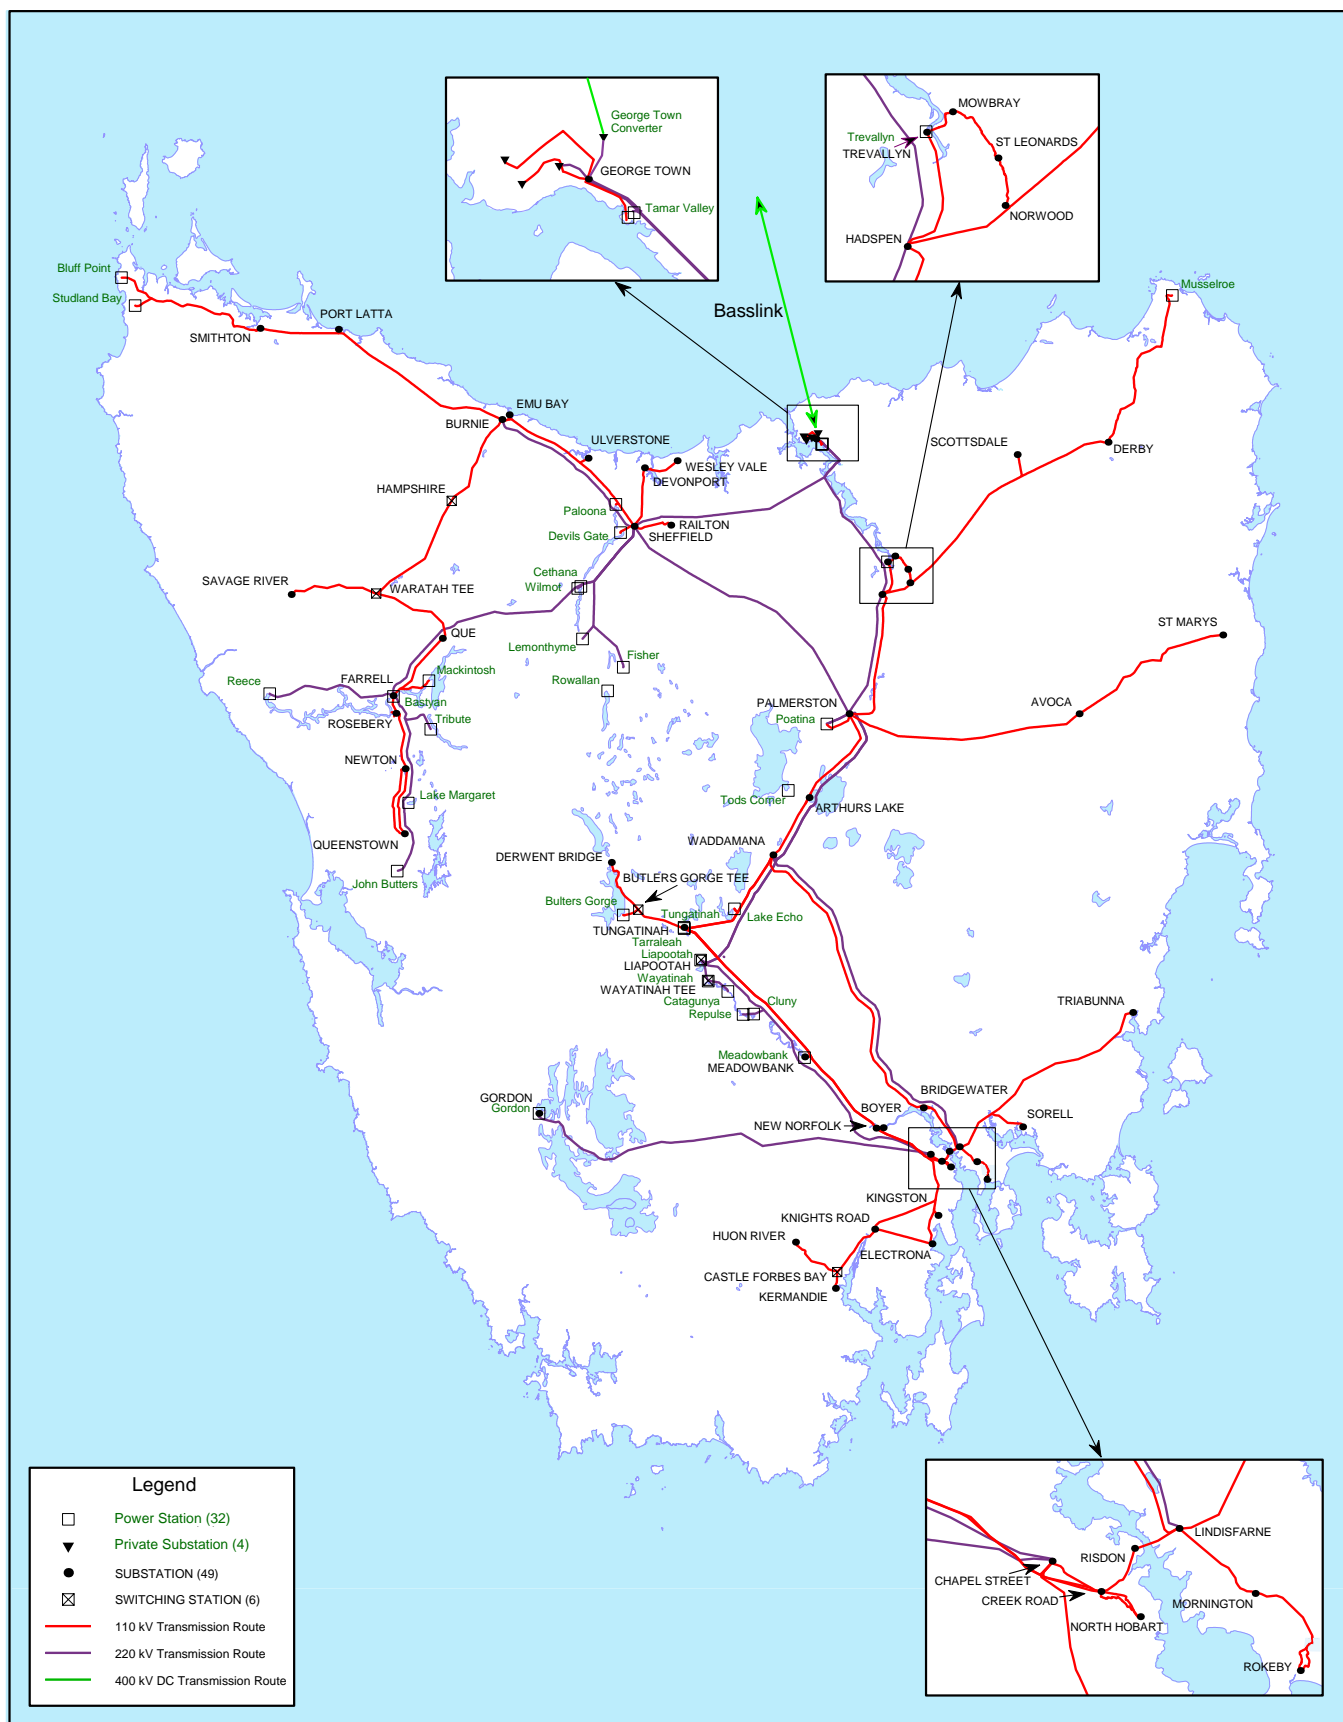 George Town
Converter
GEORGE TOWN
Tamar Valley
MOWBRAY
Trevallyn
TREVALLYN
ST LEONARDS
NORWOOD
HADSPEN
Bluff Point
Studland Bay
SMITHTON
PORT LATTA
Basslink
Musselroe
EMU BAY
BURNIE
ULVERSTONE
WESLEY VALE
DEVONPORT
SCOTTSDALE
DERBY
HAMPSHIRE
Paloona
RAILTON
SHEFFIELD
Devils Gate
Cethana
Wilmot
SAVAGE RIVER
WARATAH TEE
QUE
Lemonthyme
Fisher
ST MARYS
Reece
FARRELL
Mackintosh
Bastyan
Rowallan
ROSEBERY
Tribute
PALMERSTON
Poatina
AVOCA
NEWTON
Lake Margaret
Tods Corner
ARTHURS LAKE
QUEENSTOWN
WADDAMANA
DERWENT BRIDGE
John Butters
BUTLERS GORGE TEE
Bulters Gorge
Tungatinah
Lake Echo
TUNGATINAH
Tarraleah
Liapootah
LIAPOOTAH
Wayatinah
WAYATINAH TEE
Catagunya
Cluny
Repulse
TRIABUNNA
Meadowbank
MEADOWBANK
GORDON
Gordon
BRIDGEWATER
BOYER
SORELL
NEW NORFOLK
KINGSTON
KNIGHTS ROAD
HUON RIVER
ELECTRONA
CASTLE FORBES BAY
KERMANDIE
LINDISFARNE
RISDON
CHAPEL STREET
CREEK ROAD
MORNINGTON
NORTH HOBART
ROKEBY
Legend
Power Station (32)
Private Substation (4)
SUBSTATION (49)
SWITCHING STATION (6)
110 kV Transmission Route
220 kV Transmission Route
400 kV DC Transmission Route